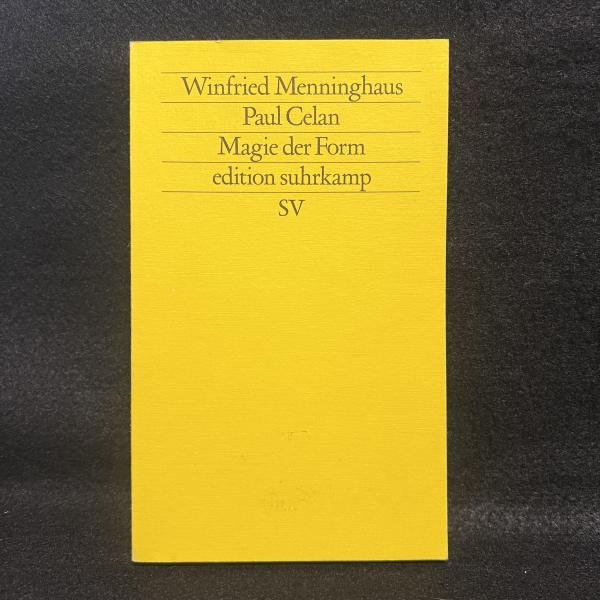 Winfried Menninghaus
Paul Celan
Magie der Form
edition suhrkamp
SV